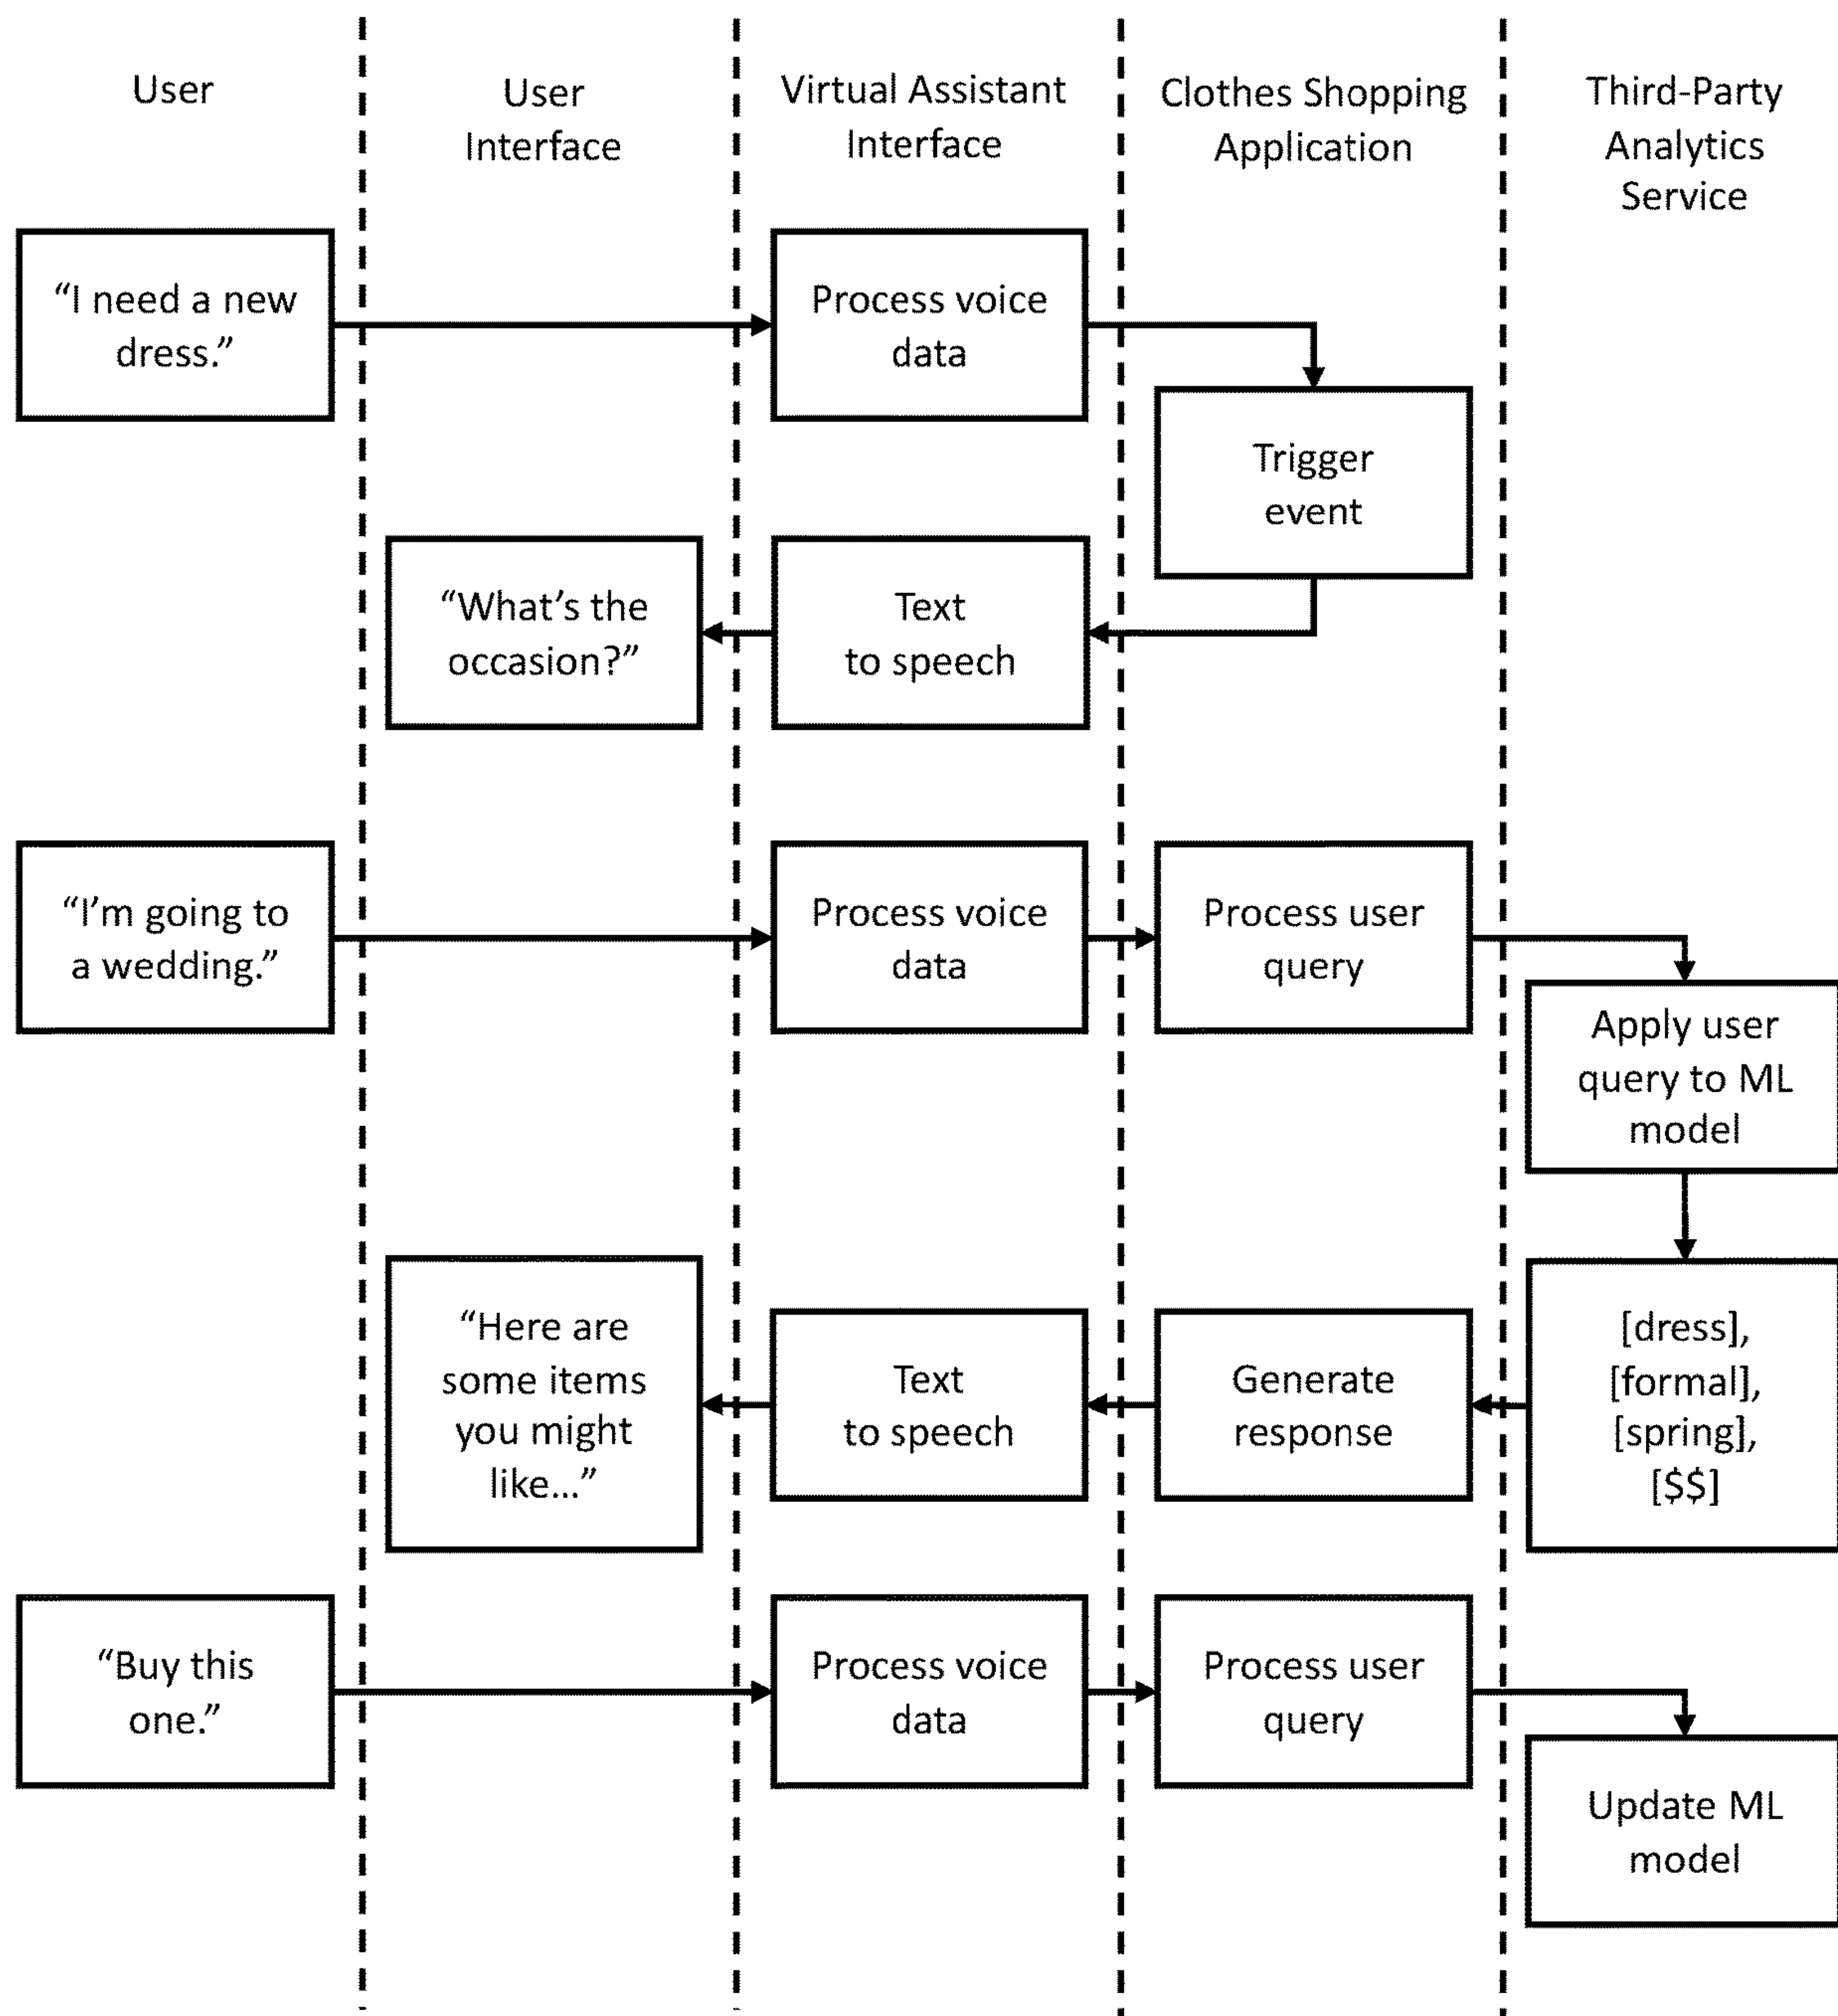 User
User
Interface
Virtual Assistant
Interface
Clothes Shopping
Application
Third-Party
Analytics
Service
“I need a new
dress.”
Process voice
data
Trigger
event
“What’s the
occasion?”
Text
to speech
“I’m going to
a wedding.”
Process voice
data
Process user
query
Apply user
query to ML
model
“Here are
some items
you might
like...”
Text
to speech
Generate
response
[dress],
[formal],
[spring],
[$$]
“Buy this
one.”
Process voice
data
Process user
query
Update ML
model